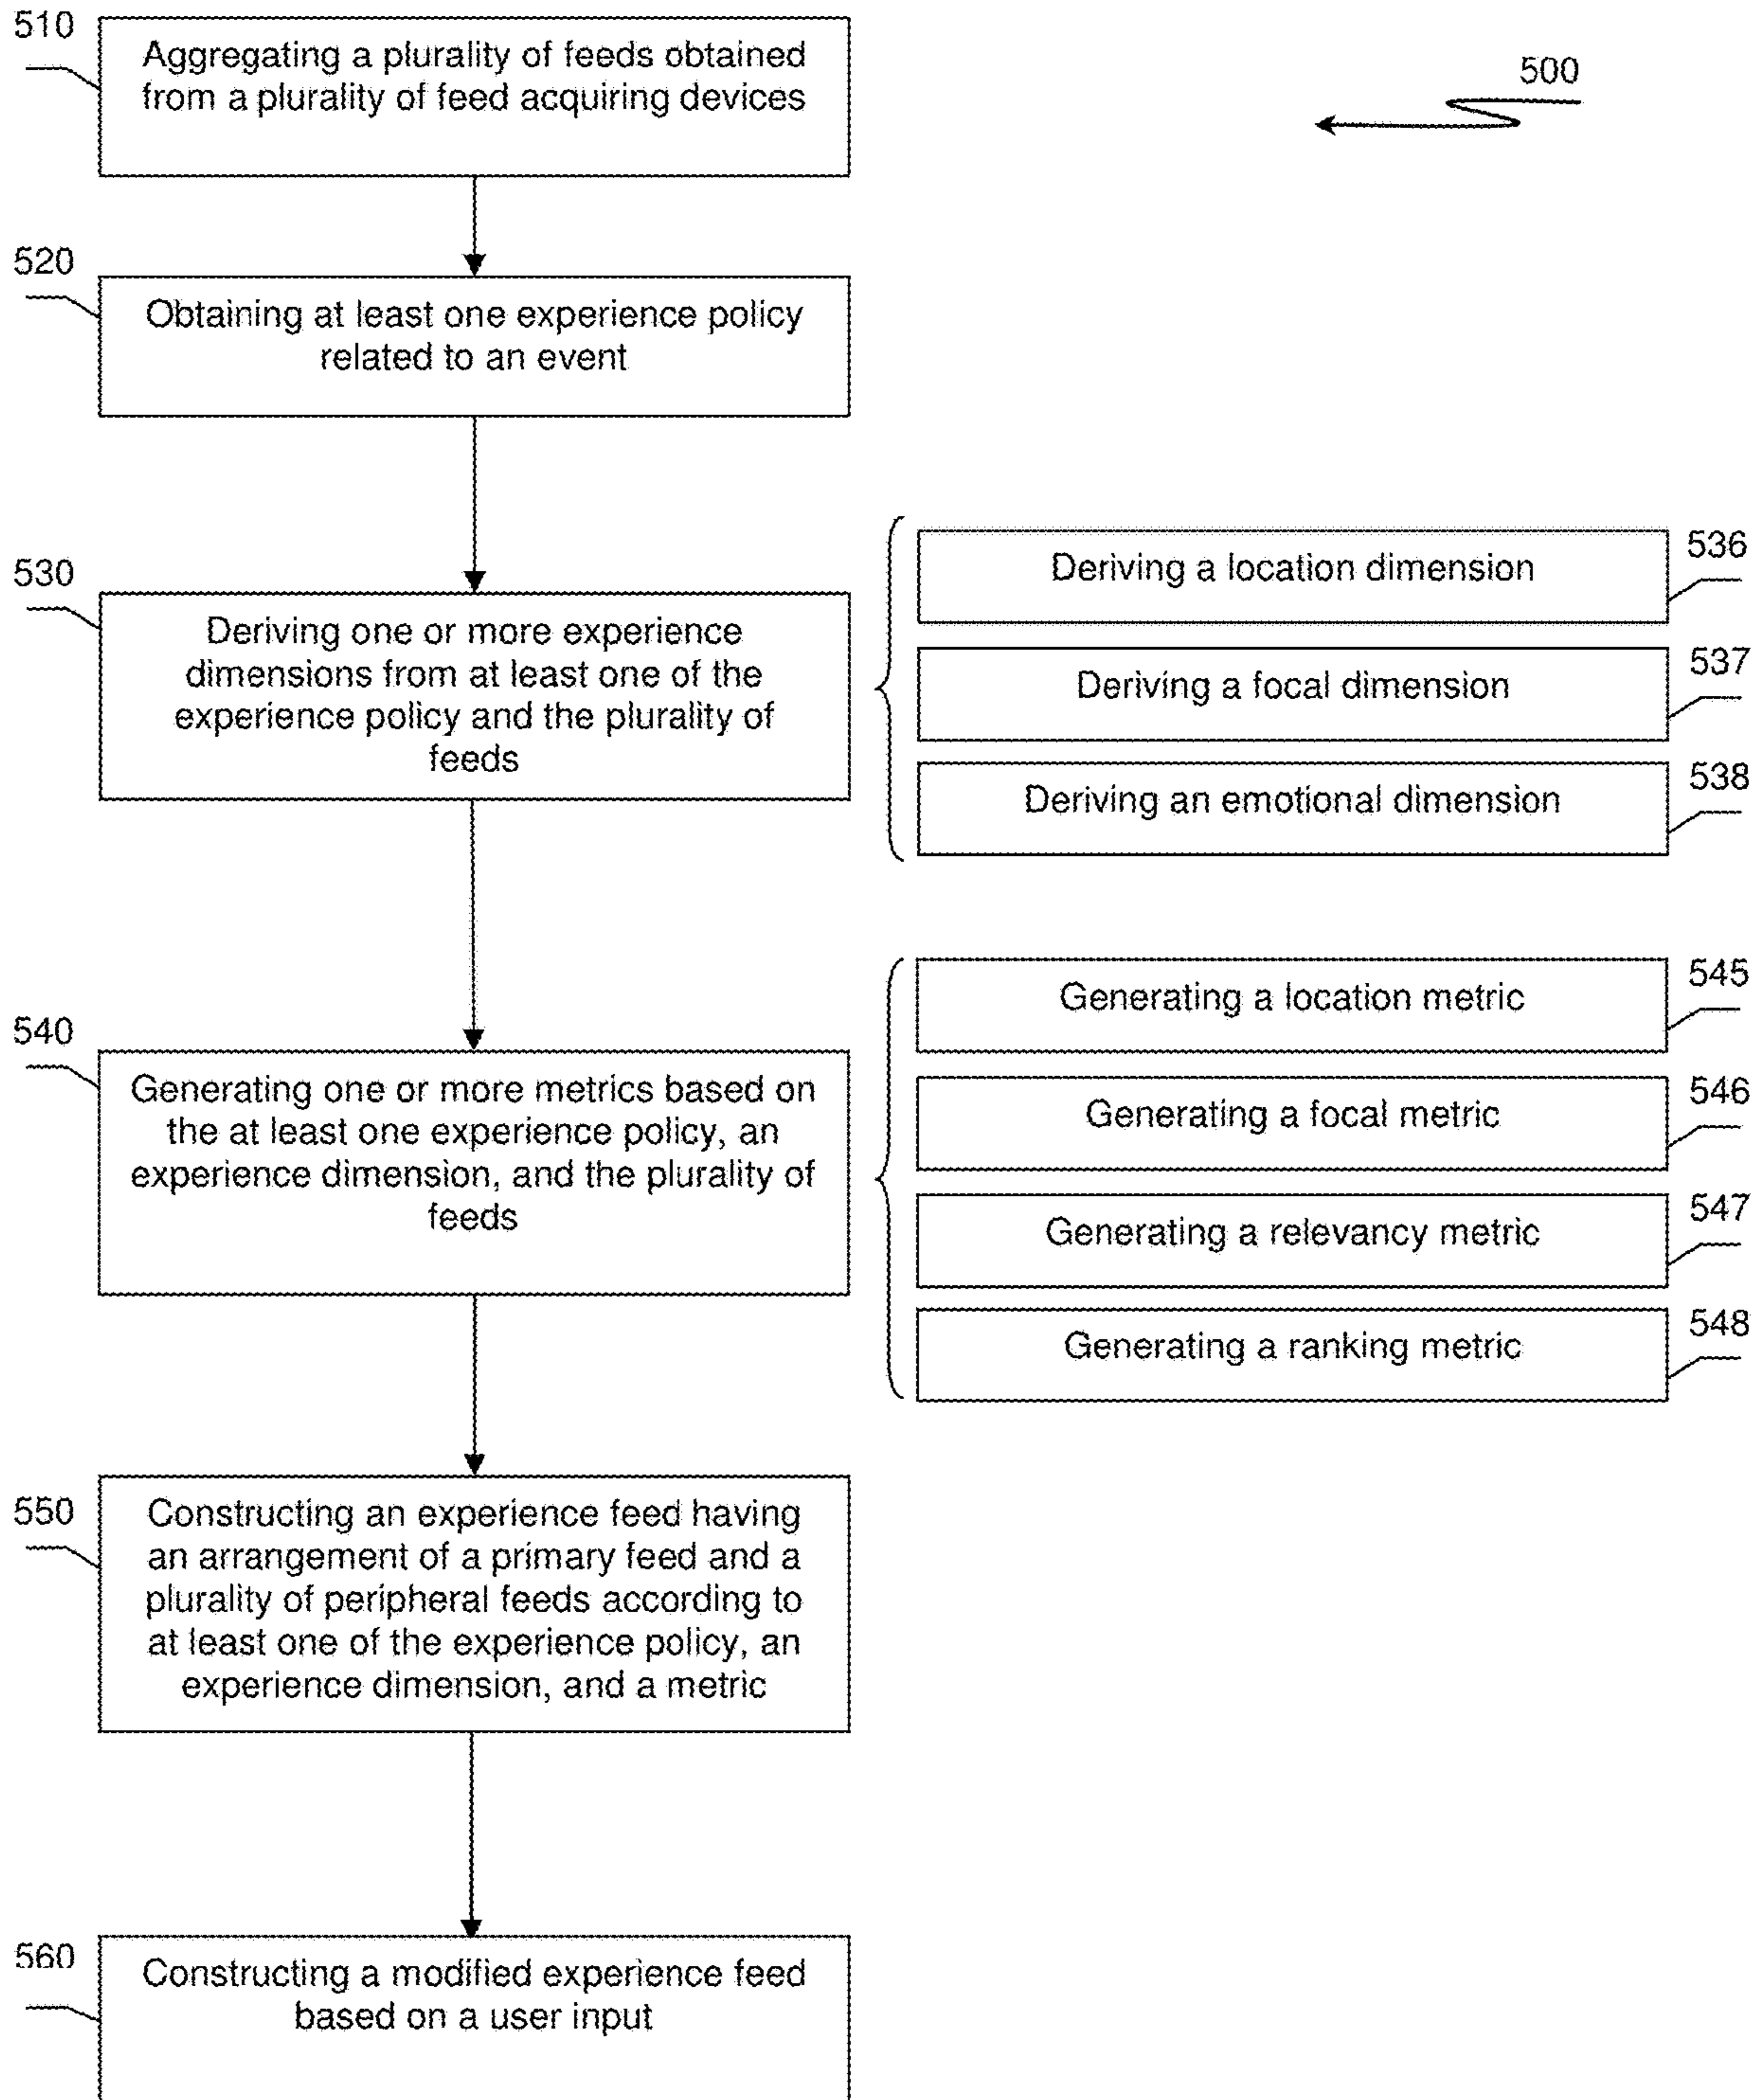 510
Aggregating a plurality of feeds obtained
from a plurality of feed acquiring devices
500
520
Obtaining at least one experience policy
related to an event
530
Deriving one or more experience
dimensions from at least one of the
experience policy and the plurality of
feeds
Deriving a location dimension
536
Deriving a focal dimension
537
Deriving an emotional dimension
538
540
Generating one or more metrics based on
the at least one experience policy, an
experience dimension, and the plurality of
feeds
Generating a location metric
545
Generating a focal metric
546
Generating a relevancy metric
547
Generating a ranking metric
548
550
Constructing an experience feed having
an arrangement of a primary feed and a
plurality of peripheral feeds according to
at least one of the experience policy, an
experience dimension, and a metric
560
Constructing a modified experience feed
based on a user input